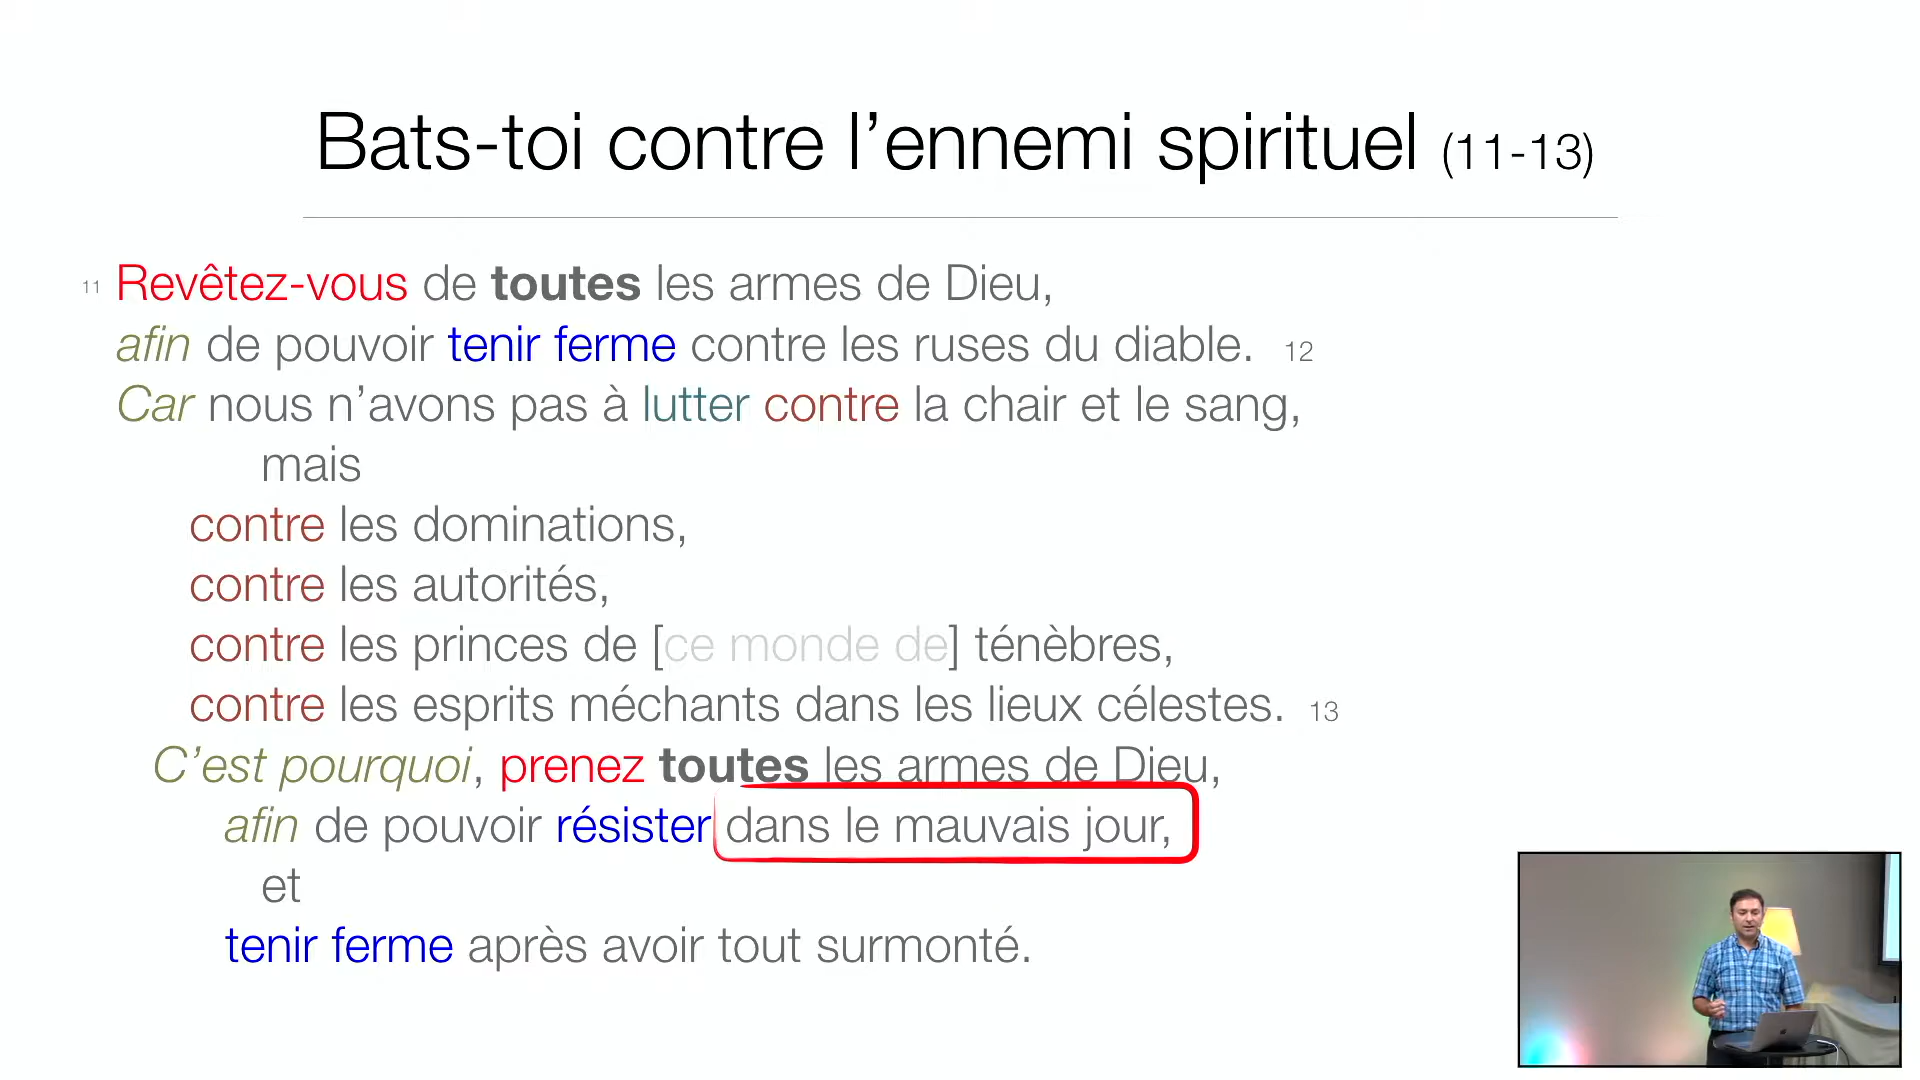 Bats-toi contre l’ennemi spirituel (11-13)
11 Revêtez-vous de toutes les armes de Dieu,
afin de pouvoir tenir ferme contre les ruses du diable. 12
Car nous n’avons pas à lutter contre la chair et le sang,
mais
contre les dominations,
contre les autorités,
contre les princes de [ce monde de] ténèbres,
contre les esprits méchants dans les lieux célestes. 13
C’est pourquoi, prenez toutes les armes de Dieu,
afin de pouvoir résister dans le mauvais jour,
et
tenir ferme après avoir tout surmonté.